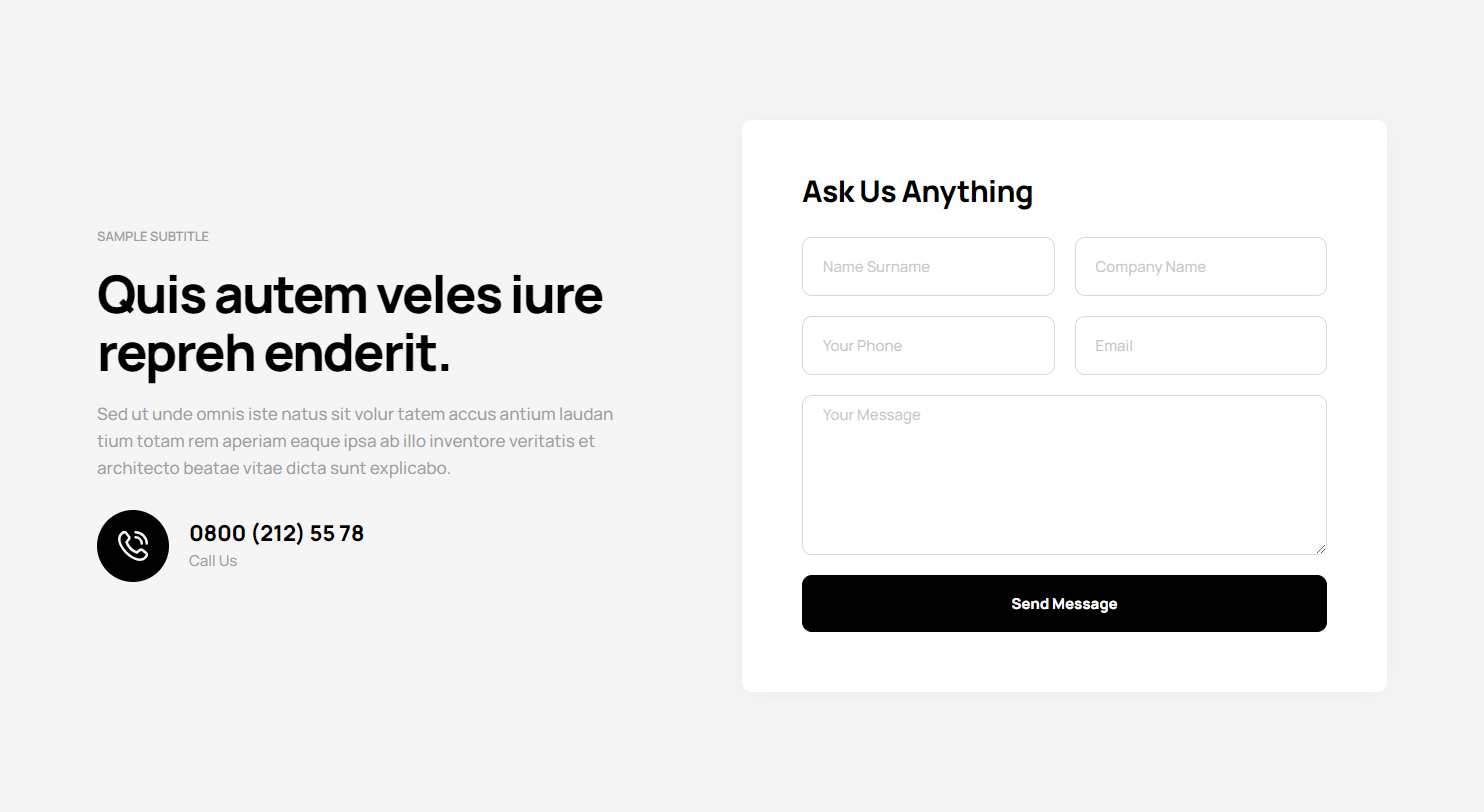 SAMPLE SUBTITLE
Quis autem veles iure
repreh enderit.
Sed ut unde omnis iste natus sit volur tatem accus antium laudan
tium totam rem aperiam eaque ipsa ab illo inventore veritatis et
architecto beatae vitae dicta sunt explicabo.
0800 (212) 55 78
Call Us
Ask Us Anything
Name Surname
Company Name
Your Phone
Email
Your Message
Send Message